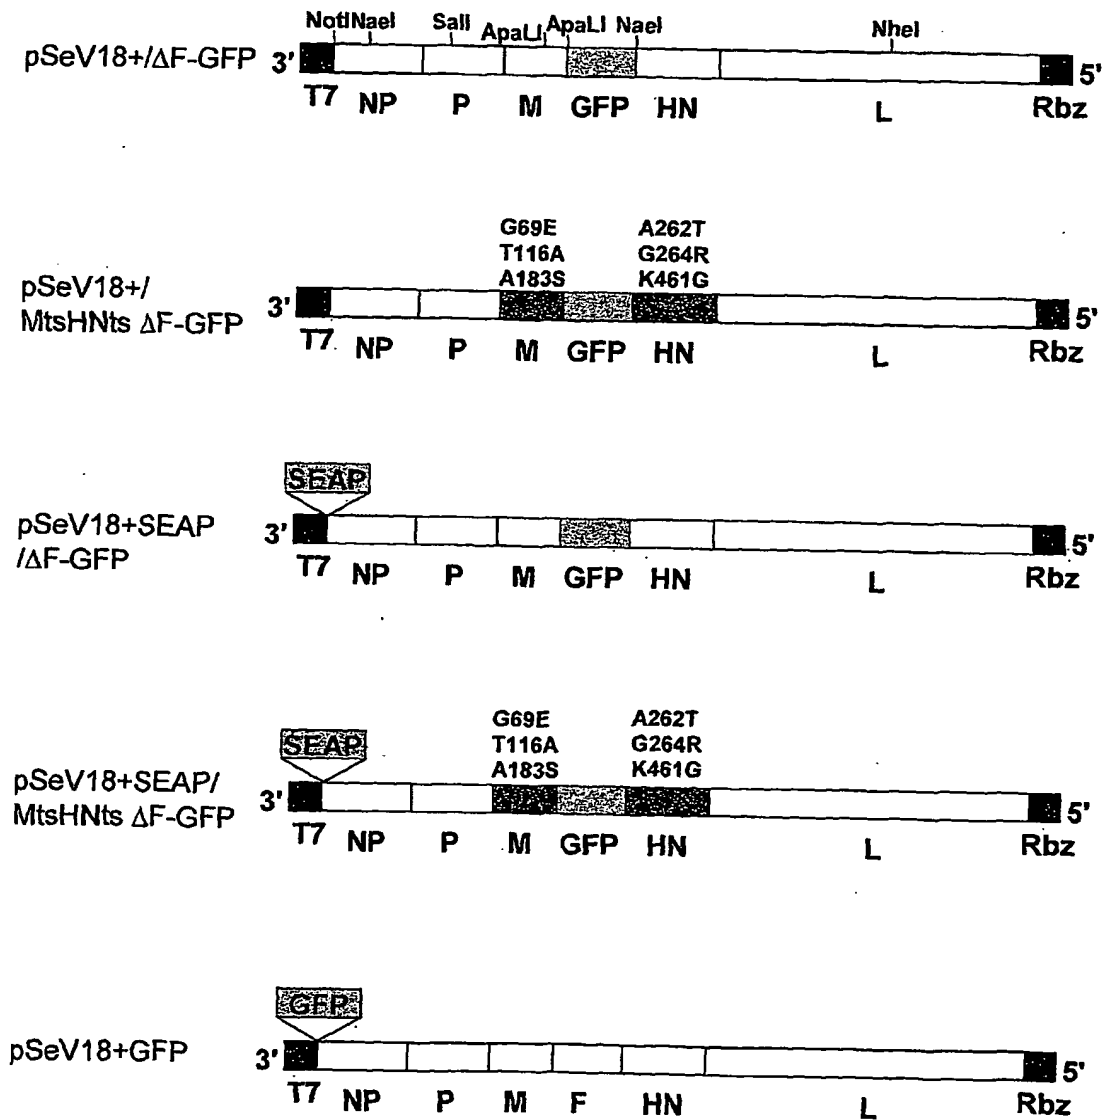 NotI NaeI SalI ApaLI ApaLI NaeI NheI
pSeV18+/ΔF-GFP 3' 5'
T7 NP P M GFP HN L Rbz
G69E A262T
T116A G264R
A183S K461G
pSeV18+/
MtsHNts ΔF-GFP 3' 5'
T7 NP P M GFP HN L Rbz
SEAP
pSeV18+SEAP
/ΔF-GFP 3' 5'
T7 NP P M GFP HN L Rbz
G69E A262T
T116A G264R
A183S K461G
SEAP
pSeV18+SEAP/
MtsHNts ΔF-GFP 3' 5'
T7 NP P M GFP HN L Rbz
GFP
pSeV18+GFP 3' 5'
T7 NP P M F HN L Rbz